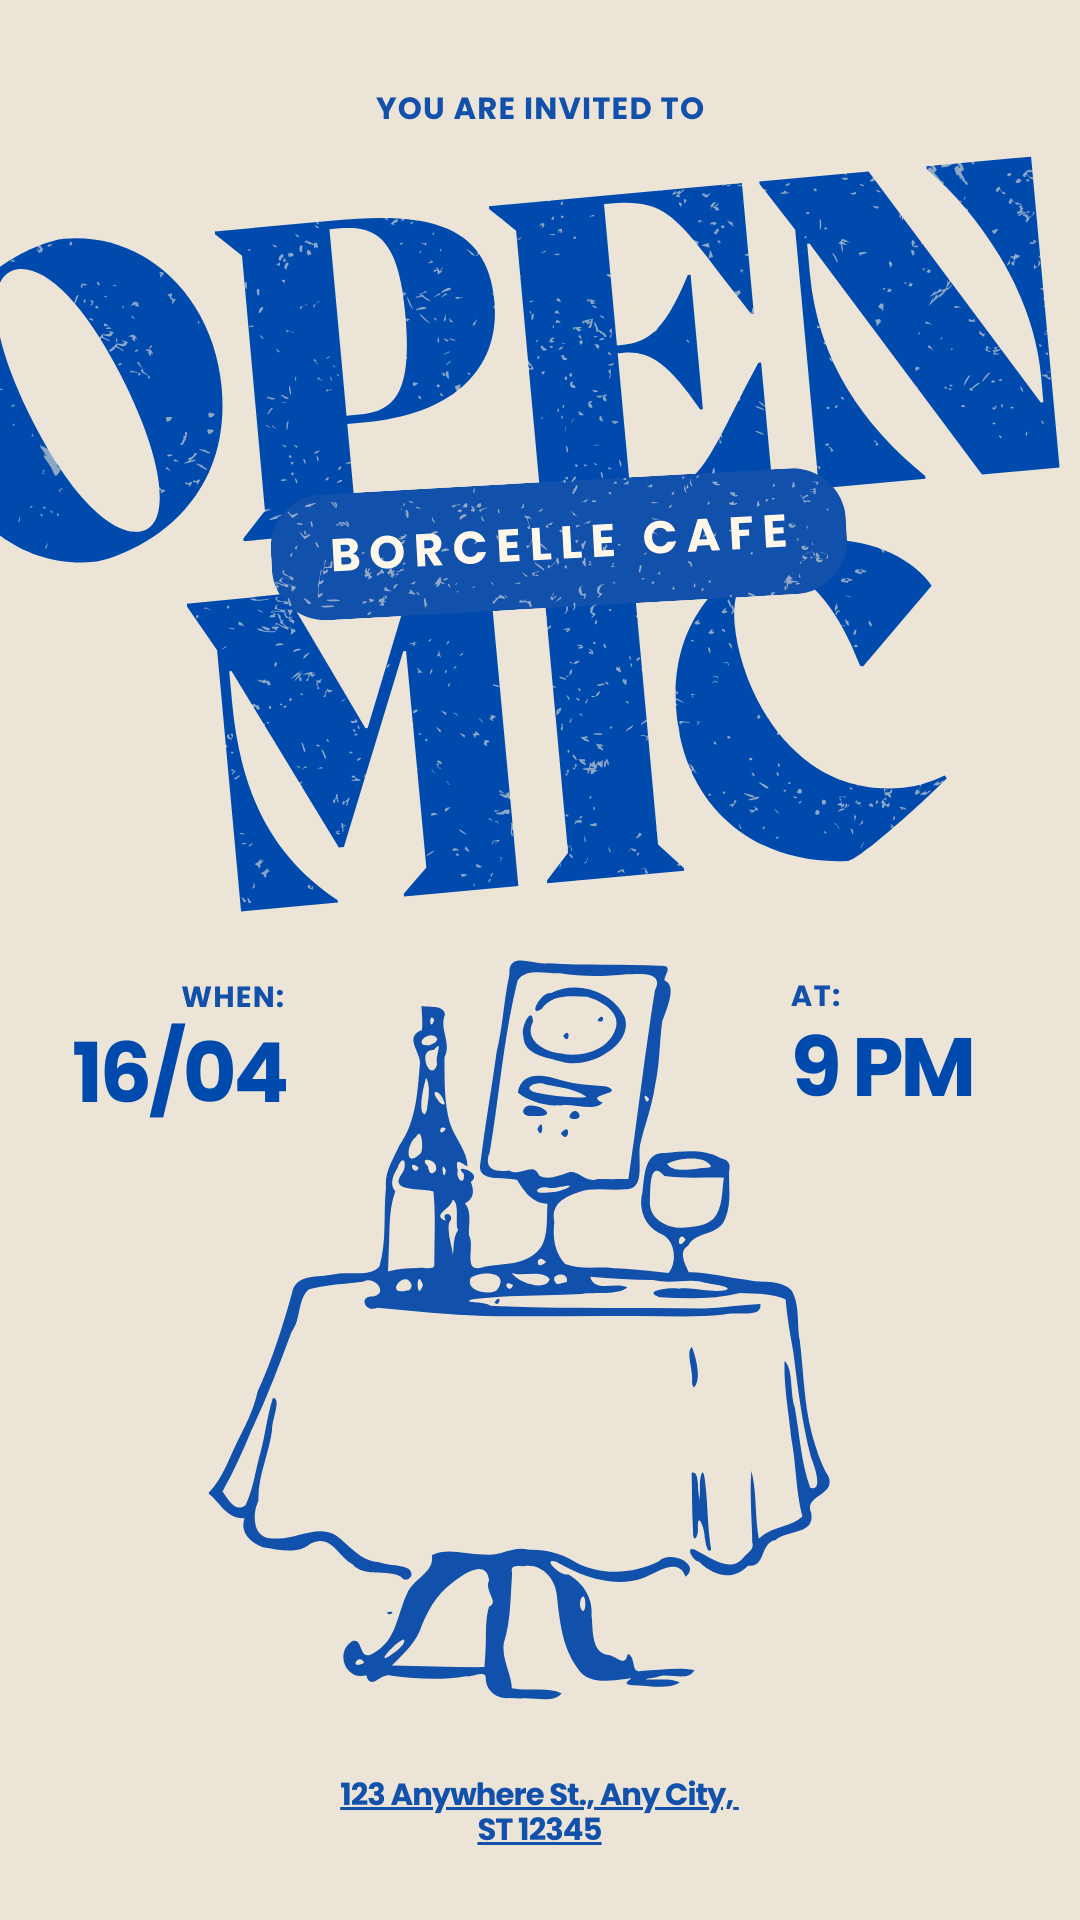 YOU ARE INVITED TO
OPEN
BORCELLE CAFE
MIC
WHEN:
16/04
AT:
9 PM
123 Anywhere St., Any City,
ST 12345